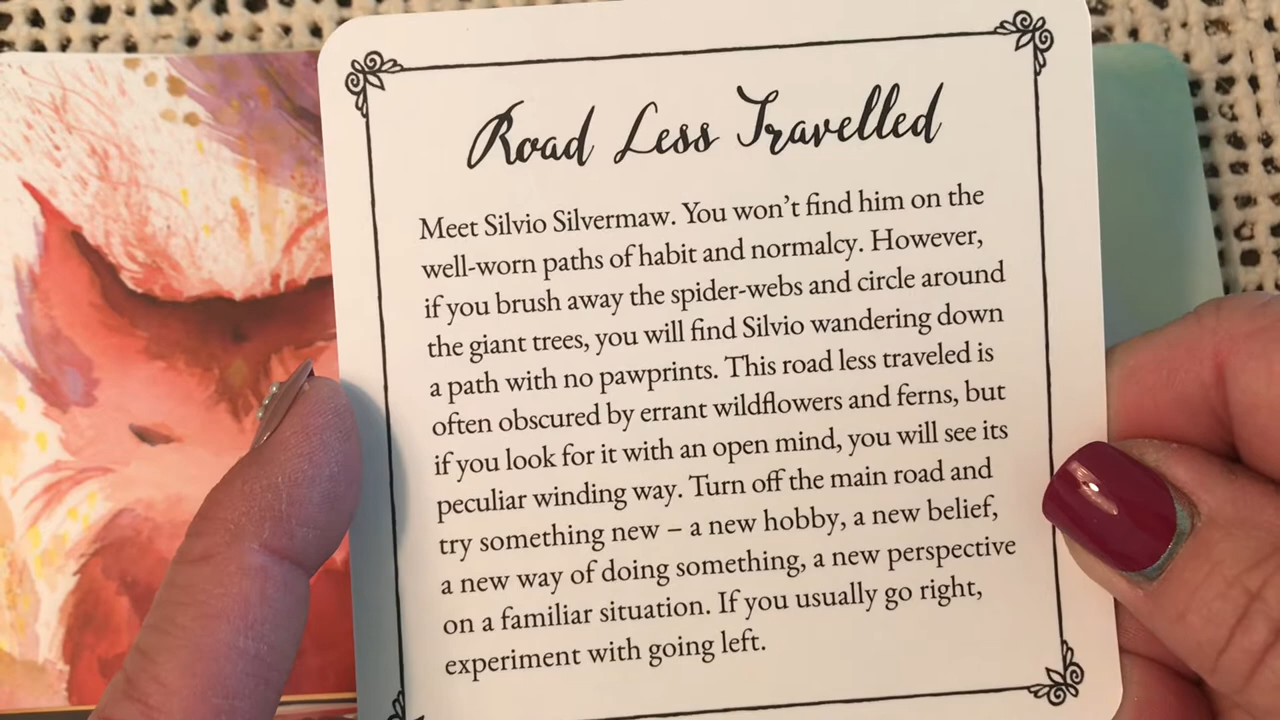 Road Less Travelled
Meet Silvio Silvermaw. You won't find him on the
well-worn paths of habit and normalcy. However,
if you brush away the spider-webs and circle around
the giant trees, you will find Silvio wandering down
a path with no pawprints. This road less traveled is
often obscured by errant wildflowers and ferns, but
if you look for it with an open mind, you will see its
peculiar winding way. Turn off the main road and
try something new – a new hobby, a new belief,
a new way of doing something, a new perspective
on a familiar situation. If you usually go right,
experiment with going left.